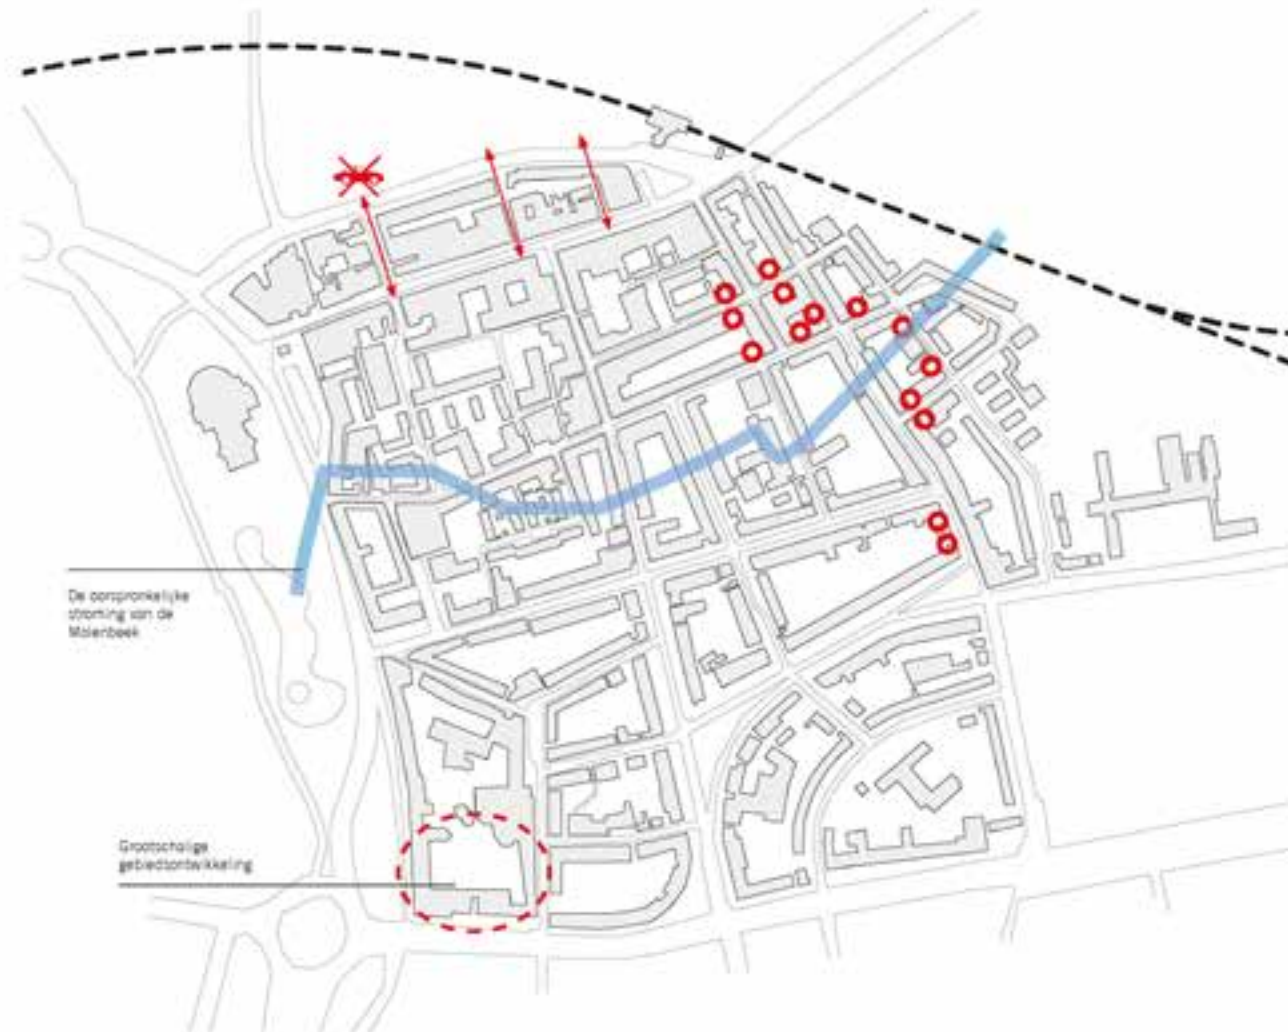 De oorspronkelijke
stroming van de
Molenbeek
Grootschalige
gebiedsontwikkeling